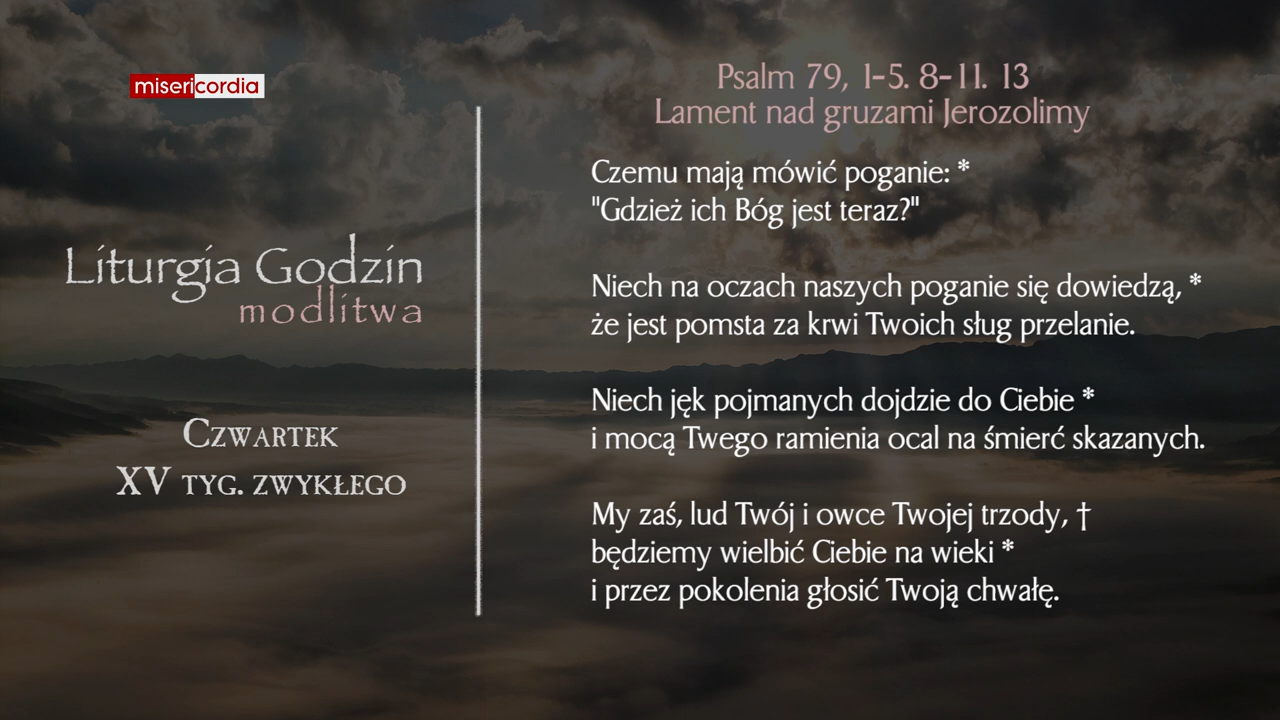 misericordia
Liturgia Godzin
modlitwa
Czwartek
XV tyg. zwykłego
Psalm 79, 1-5. 8-11. 13
Lament nad gruzami Jerozolimy
Czemu mają mówić poganie: *
"Gdzież ich Bóg jest teraz?"
Niech na oczach naszych poganie się dowiedzą, *
że jest pomsta za krwi Twoich sług przelanie.
Niech jęk pojmanych dojdzie do Ciebie *
i mocą Twego ramienia ocal na śmierć skazanych.
My zaś, lud Twój i owce Twojej trzody, †
będziemy wielbić Ciebie na wieki *
i przez pokolenia głosić Twoją chwałę.